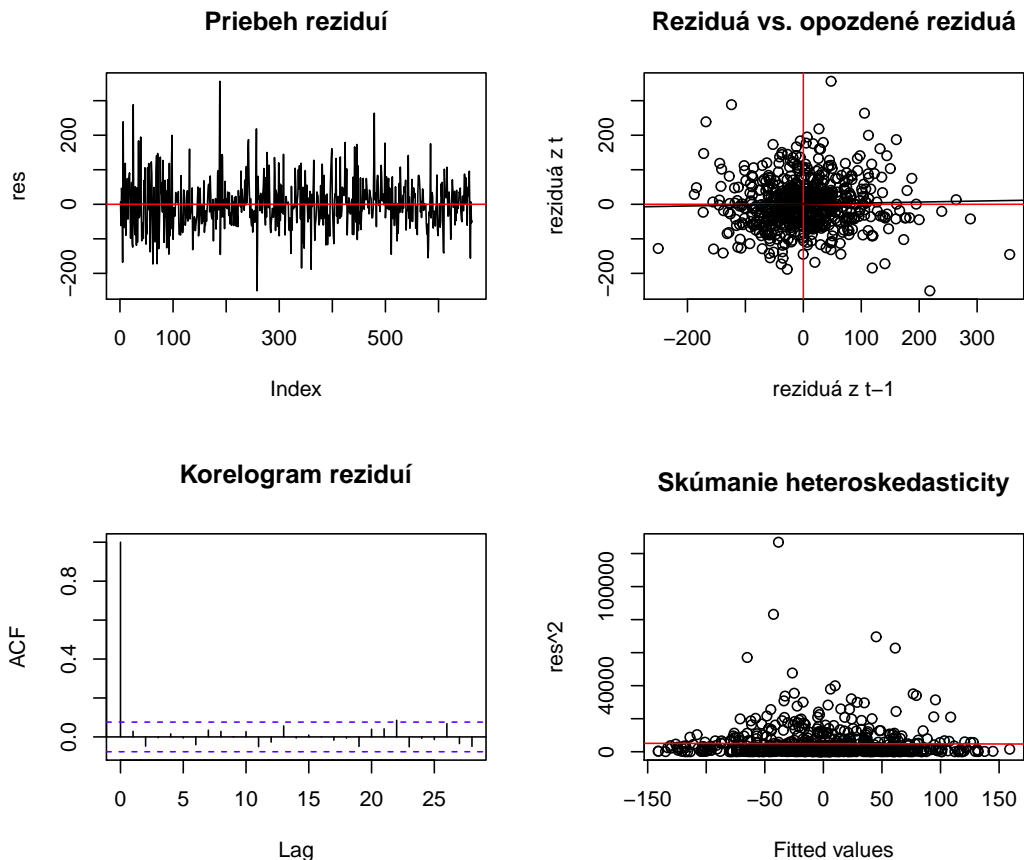 Priebeh reziduí
res
200
0
−200
0
100
300
500
Index
Reziduá vs. opozdené reziduá
reziduá z t
200
0
−200
−200
0
100
200
300
reziduá z t−1
Korelogram reziduí
ACF
0.8
0.4
0.0
0
5
10
15
20
25
Lag
Skúmanie heteroskedasticity
res^2
100000
40000
0
−150
−50
0
50
100
150
Fitted values